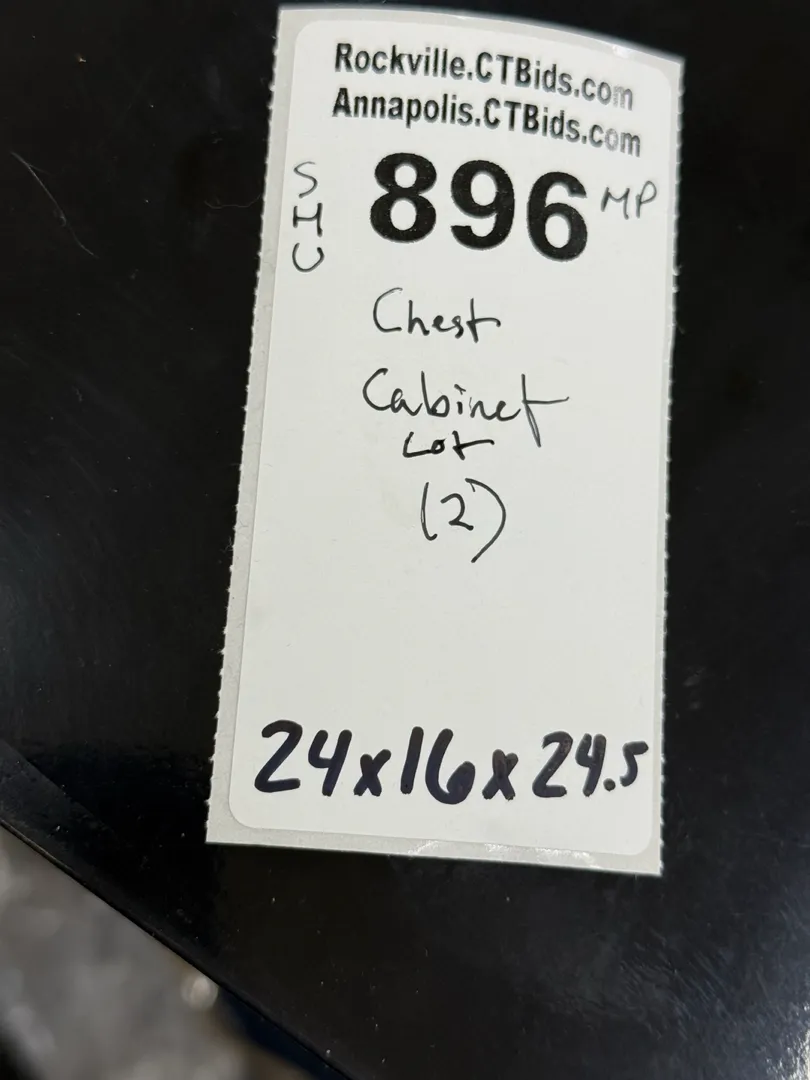 Rockville.CTBids.com
Annapolis.CTBids.com
SHU
896 MP
Chest
Cabinet
Lot
(2)
24x16x24.5